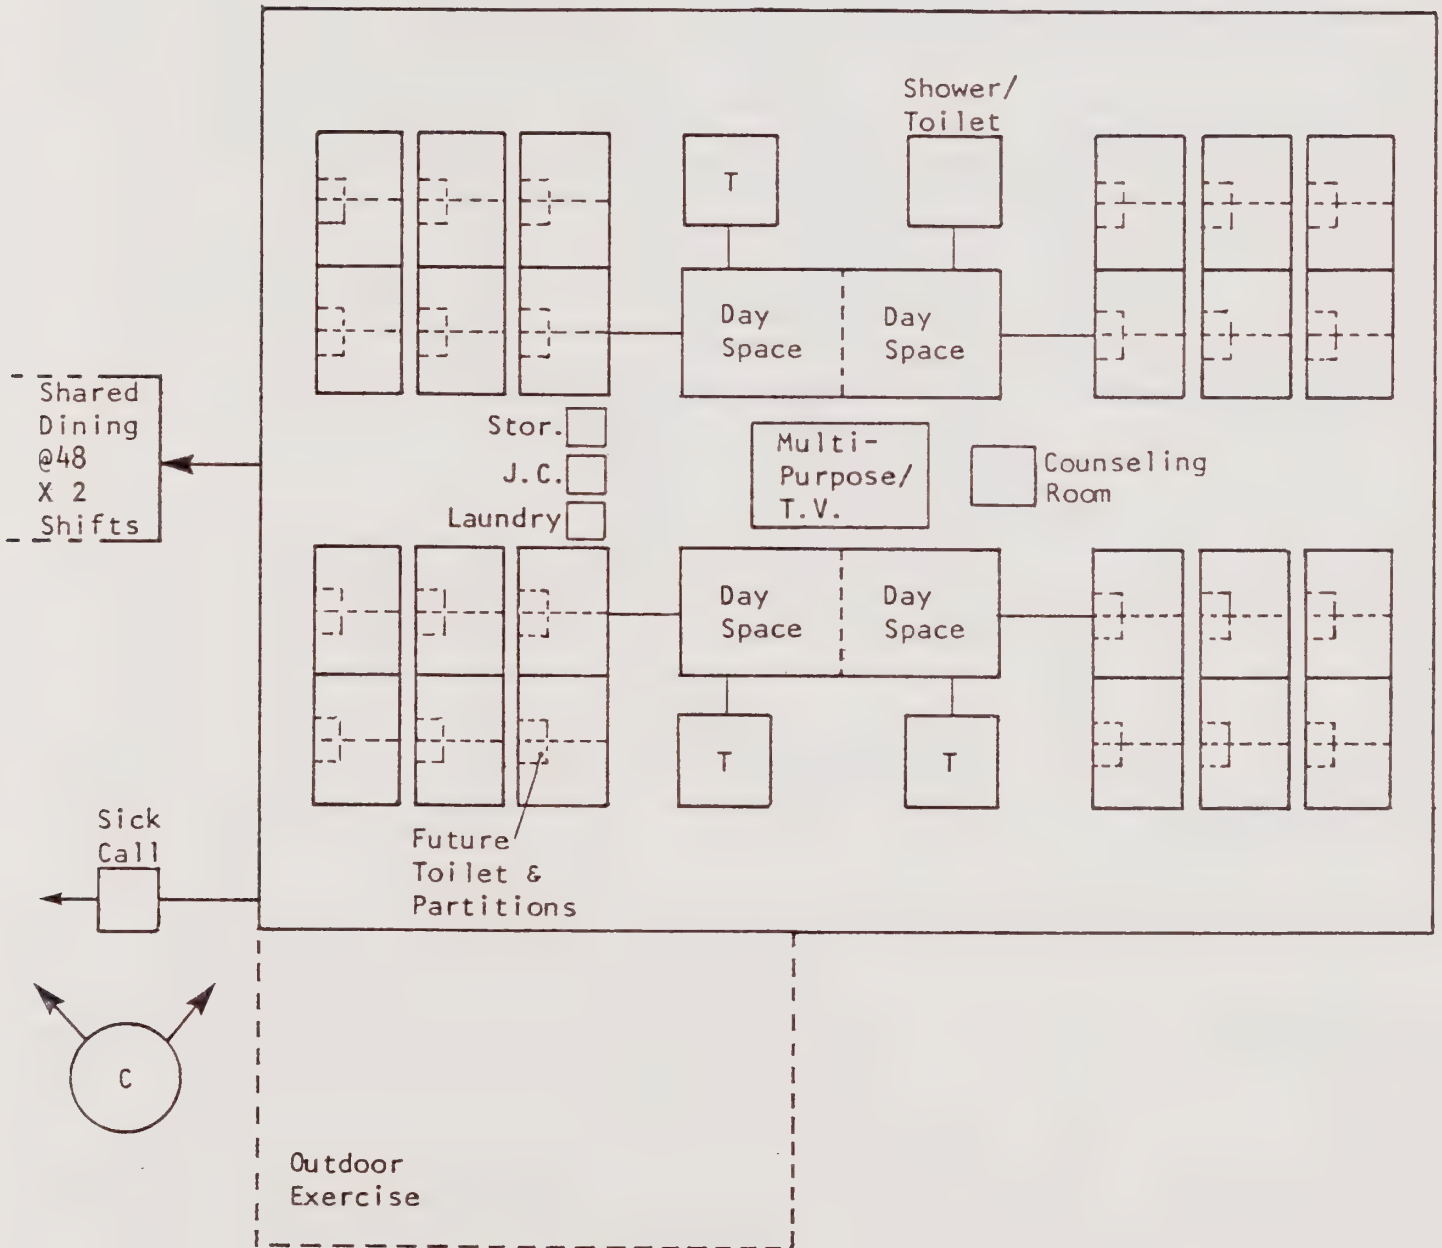 Shower/
Toilet
T
Day
Space
Day
Space
Shared
Dining
@48
X 2
Shifts
Stor.
J.C.
Laundry
Multi-
Purpose/
T.V.
Counseling
Room
Day
Space
Day
Space
T
T
Sick
Call
Future
Toilet &
Partitions
C
Outdoor
Exercise